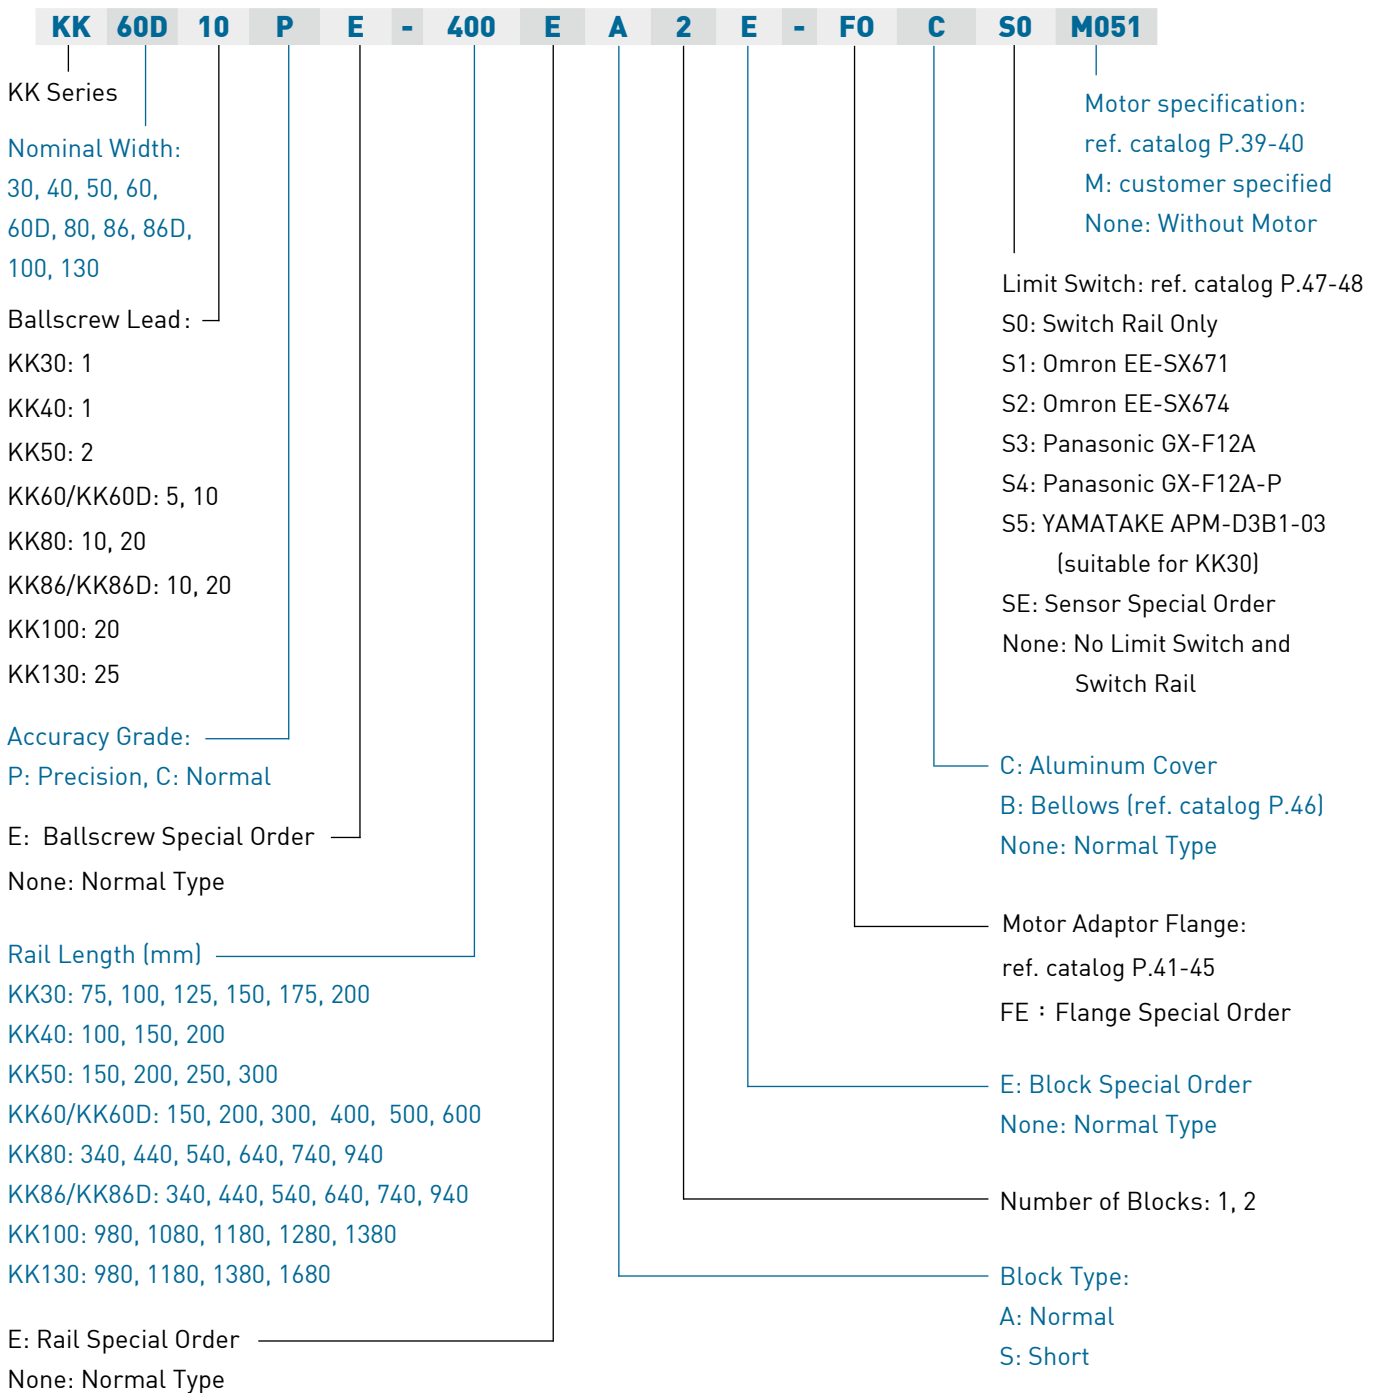 KK 60D 10 P E - 400 E A 2 E - F0 C S0 M051
KK Series
Nominal Width:
30, 40, 50, 60,
60D, 80, 86, 86D,
100, 130
Ballscrew Lead:
KK30: 1
KK40: 1
KK50: 2
KK60/KK60D: 5, 10
KK80: 10, 20
KK86/KK86D: 10, 20
KK100: 20
KK130: 25
Accuracy Grade:
P: Precision, C: Normal
E: Ballscrew Special Order
None: Normal Type
Rail Length (mm)
KK30: 75, 100, 125, 150, 175, 200
KK40: 100, 150, 200
KK50: 150, 200, 250, 300
KK60/KK60D: 150, 200, 300, 400, 500, 600
KK80: 340, 440, 540, 640, 740, 940
KK86/KK86D: 340, 440, 540, 640, 740, 940
KK100: 980, 1080, 1180, 1280, 1380
KK130: 980, 1180, 1380, 1680
E: Rail Special Order
None: Normal Type
Motor specification:
ref. catalog P.39-40
M: customer specified
None: Without Motor
Limit Switch: ref. catalog P.47-48
S0: Switch Rail Only
S1: Omron EE-SX671
S2: Omron EE-SX674
S3: Panasonic GX-F12A
S4: Panasonic GX-F12A-P
S5: YAMATAKE APM-D3B1-03
(suitable for KK30)
SE: Sensor Special Order
None: No Limit Switch and
Switch Rail
C: Aluminum Cover
B: Bellows (ref. catalog P.46)
None: Normal Type
Motor Adaptor Flange:
ref. catalog P.41-45
FE：Flange Special Order
E: Block Special Order
None: Normal Type
Number of Blocks: 1, 2
Block Type:
A: Normal
S: Short